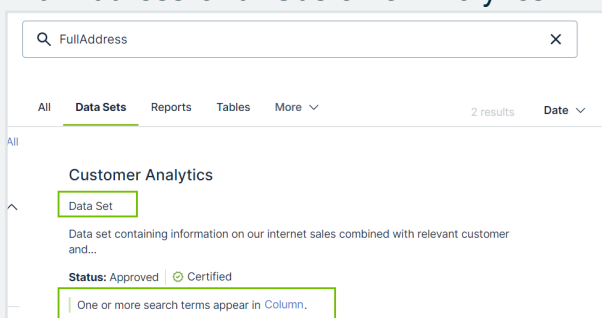 FullAddress
All Data Sets Reports Tables More 2 results Date
All
Customer Analytics
Data Set
Data set containing information on our internet sales combined with relevant customer
and...
Status: Approved Certified
One or more search terms appear in Column.